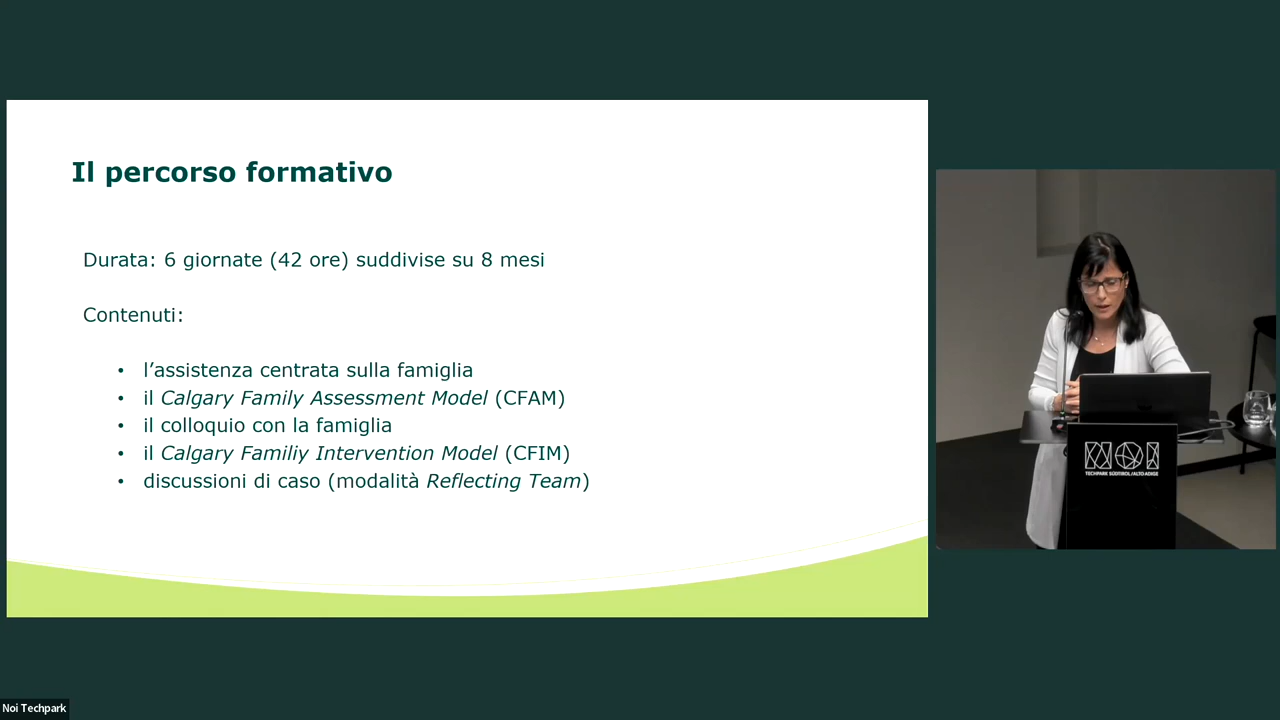 Il percorso formativo
Durata: 6 giornate (42 ore) suddivise su 8 mesi
Contenuti:
• l’assistenza centrata sulla famiglia
• il Calgary Family Assessment Model (CFAM)
• il colloquio con la famiglia
• il Calgary Familiy Intervention Model (CFIM)
• discussioni di caso (modalità Reflecting Team)
NOI
TECHPARK SÜDTIROL/ALTO ADIGE
Noi Techpark